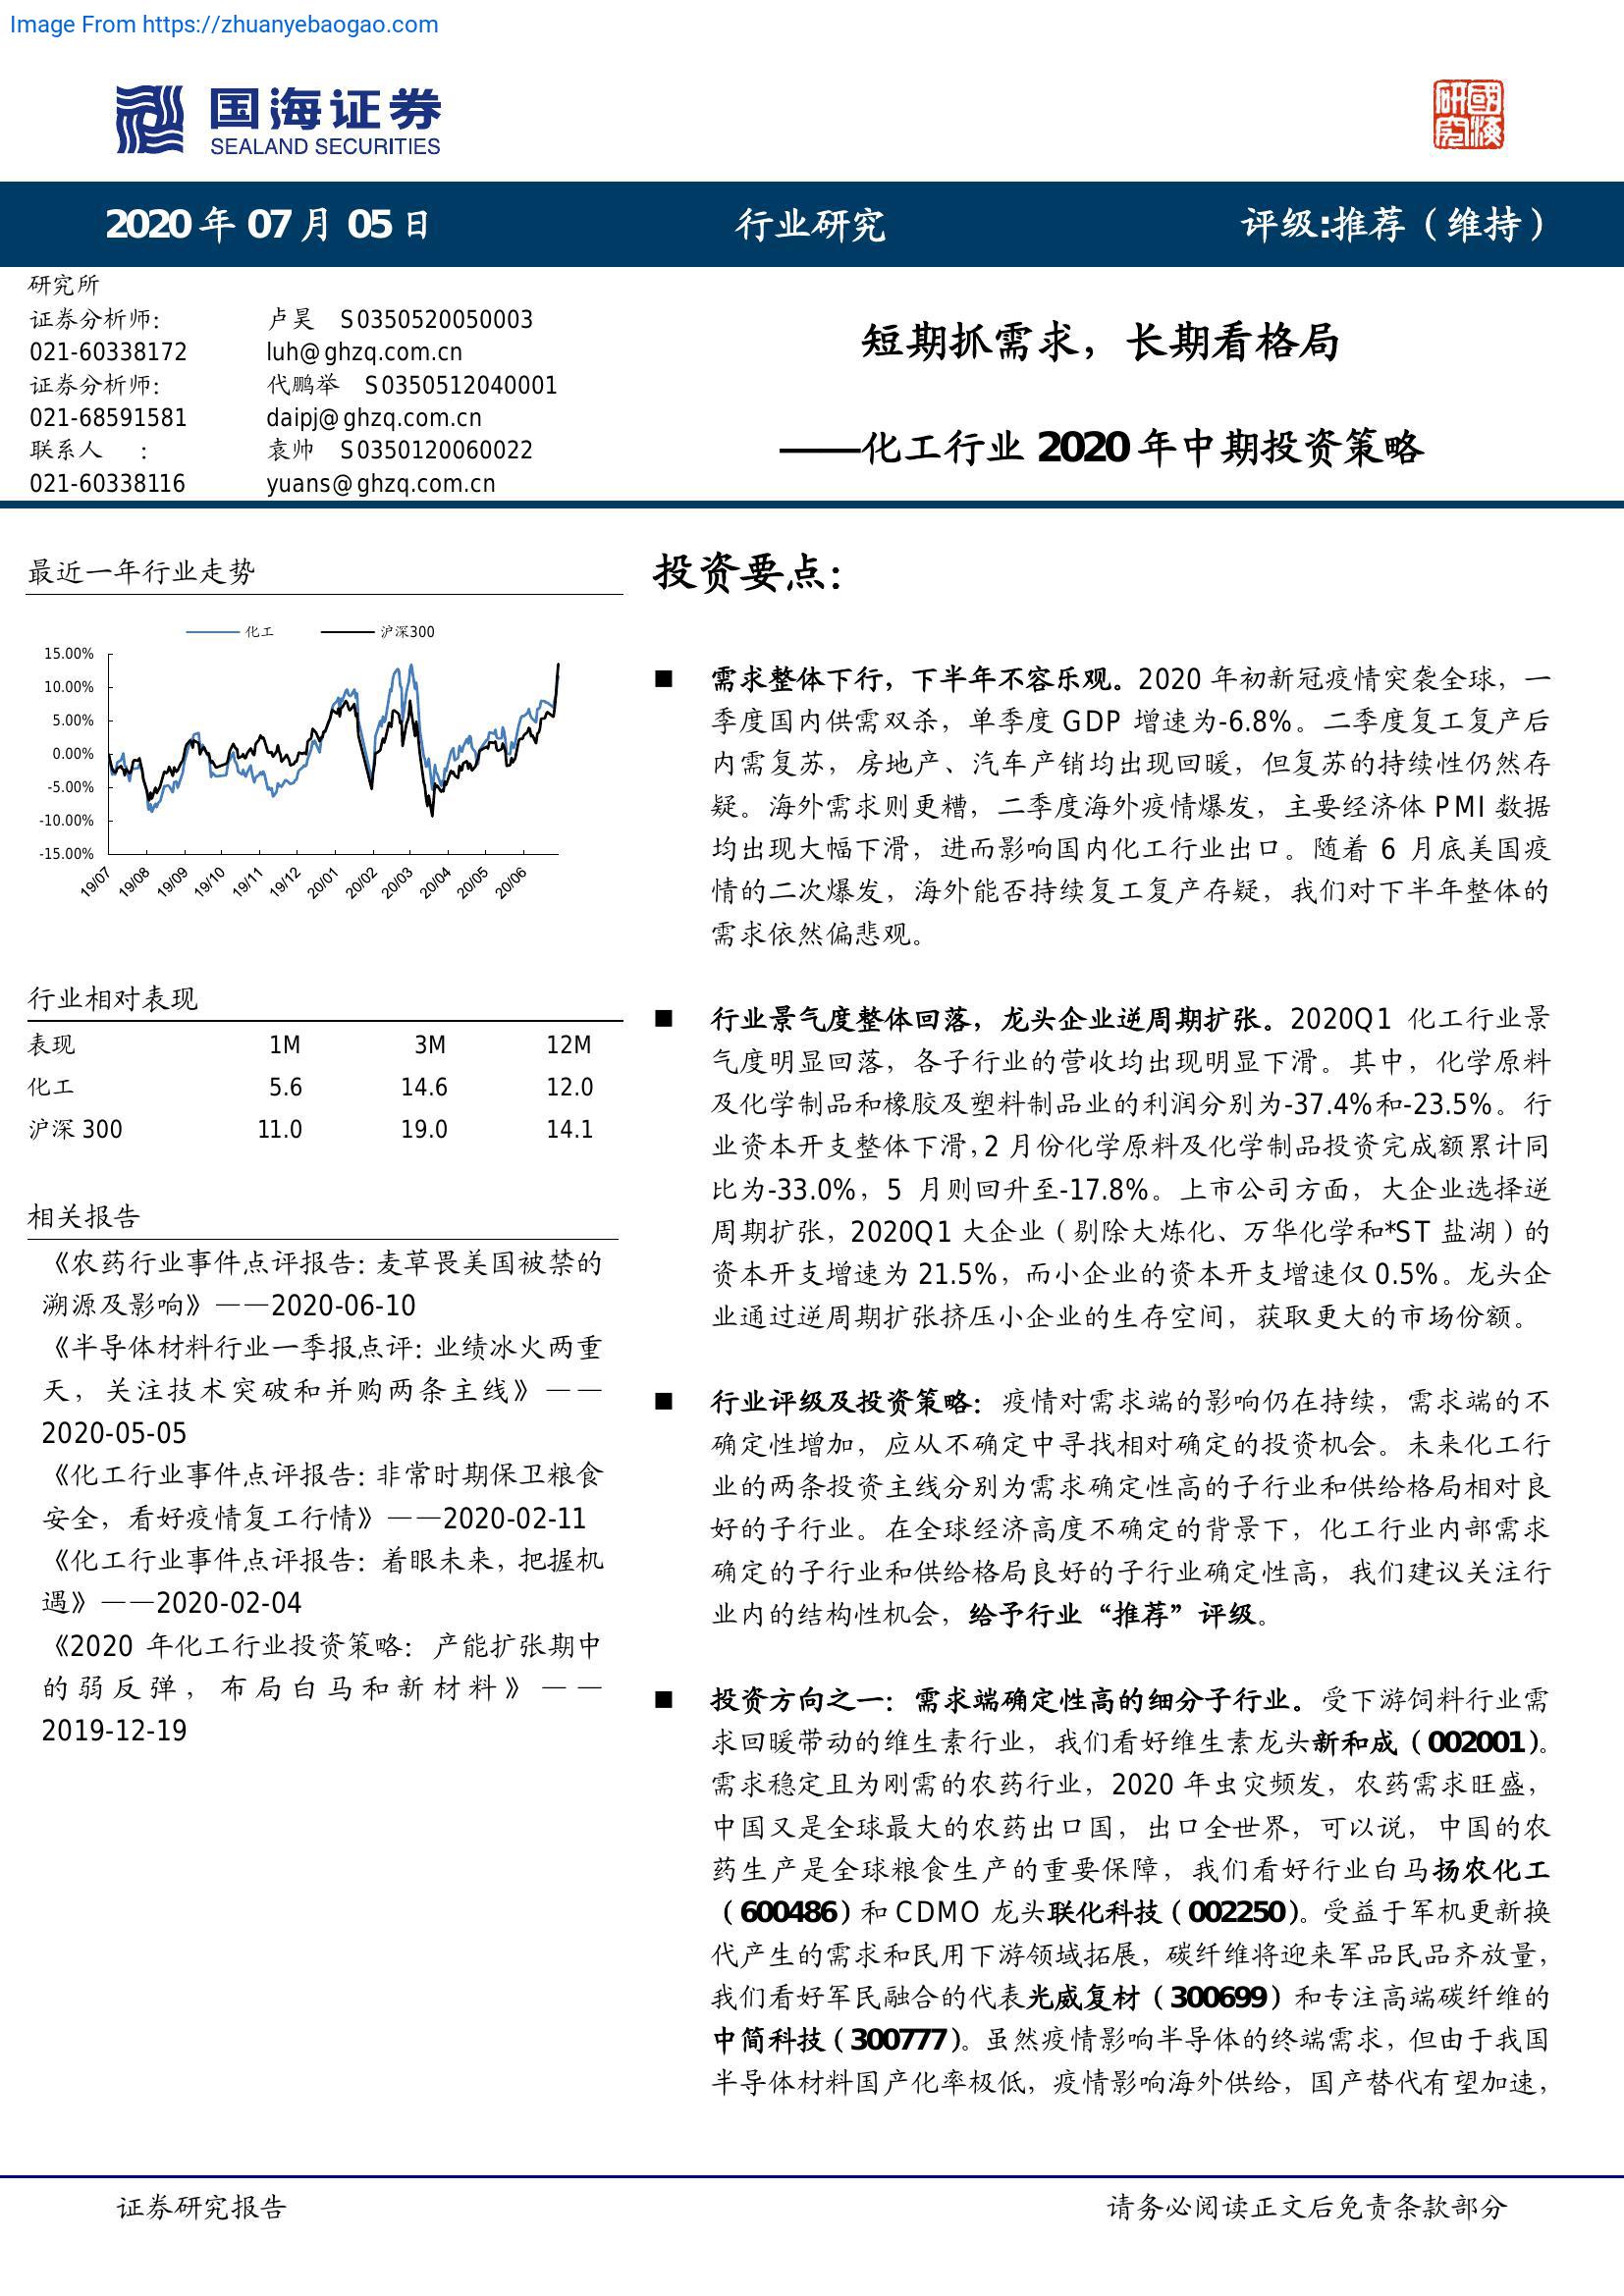 Image From https://zhuanyebaogao.com
国海证券
SEALAND SECURITIES
研究
國海
2020 年 07 月 05 日
行业研究
评级:推荐（维持）
研究所
证券分析师： 卢昊 S0350520050003
021-60338172 luh@ghzq.com.cn
证券分析师： 代鹏举 S0350512040001
021-68591581 daipj@ghzq.com.cn
联系人 ： 袁帅 S0350120060022
021-60338116 yuans@ghzq.com.cn
短期抓需求，长期看格局
——化工行业 2020 年中期投资策略
最近一年行业走势
化工 沪深300
15.00%
10.00%
5.00%
0.00%
-5.00%
-10.00%
-15.00%
19/07 19/08 19/09 19/10 19/11 19/12 20/01 20/02 20/03 20/04 20/05 20/06
行业相对表现
表现 1M 3M 12M
化工 5.6 14.6 12.0
沪深 300 11.0 19.0 14.1
相关报告
《农药行业事件点评报告：麦草畏美国被禁的
溯源及影响》——2020-06-10
《半导体材料行业一季报点评：业绩冰火两重
天，关注技术突破和并购两条主线》——
2020-05-05
《化工行业事件点评报告：非常时期保卫粮食
安全，看好疫情复工行情》——2020-02-11
《化工行业事件点评报告：着眼未来，把握机
遇》——2020-02-04
《2020 年化工行业投资策略：产能扩张期中
的弱反弹，布局白马和新材料》——
2019-12-19
投资要点：
■ 需求整体下行，下半年不容乐观。2020 年初新冠疫情突袭全球，一
季度国内供需双杀，单季度 GDP 增速为-6.8%。二季度复工复产后
内需复苏，房地产、汽车产销均出现回暖，但复苏的持续性仍然存
疑。海外需求则更糟，二季度海外疫情爆发，主要经济体 PMI 数据
均出现大幅下滑，进而影响国内化工行业出口。随着 6 月底美国疫
情的二次爆发，海外能否持续复工复产存疑，我们对下半年整体的
需求依然偏悲观。
■ 行业景气度整体回落，龙头企业逆周期扩张。2020Q1 化工行业景
气度明显回落，各子行业的营收均出现明显下滑。其中，化学原料
及化学制品和橡胶及塑料制品业的利润分别为-37.4%和-23.5%。行
业资本开支整体下滑，2 月份化学原料及化学制品投资完成额累计同
比为-33.0%，5 月则回升至-17.8%。上市公司方面，大企业选择逆
周期扩张，2020Q1 大企业（剔除大炼化、万华化学和*ST 盐湖）的
资本开支增速为 21.5%，而小企业的资本开支增速仅 0.5%。龙头企
业通过逆周期扩张挤压小企业的生存空间，获取更大的市场份额。
■ 行业评级及投资策略：疫情对需求端的影响仍在持续，需求端的不
确定性增加，应从不确定中寻找相对确定的投资机会。未来化工行
业的两条投资主线分别为需求确定性高的子行业和供给格局相对良
好的子行业。在全球经济高度不确定的背景下，化工行业内部需求
确定的子行业和供给格局良好的子行业确定性高，我们建议关注行
业内的结构性机会，给予行业“推荐”评级。
■ 投资方向之一：需求端确定性高的细分子行业。受下游饲料行业需
求回暖带动的维生素行业，我们看好维生素龙头新和成（002001）。
需求稳定且为刚需的农药行业，2020 年虫灾频发，农药需求旺盛，
中国又是全球最大的农药出口国，出口全世界，可以说，中国的农
药生产是全球粮食生产的重要保障，我们看好行业白马扬农化工
（600486）和 CDMO 龙头联化科技（002250）。受益于军机更新换
代产生的需求和民用下游领域拓展，碳纤维将迎来军品民品齐放量，
我们看好军民融合的代表光威复材（300699）和专注高端碳纤维的
中简科技（300777）。虽然疫情影响半导体的终端需求，但由于我国
半导体材料国产化率极低，疫情影响海外供给，国产替代有望加速，
证券研究报告
请务必阅读正文后免责条款部分